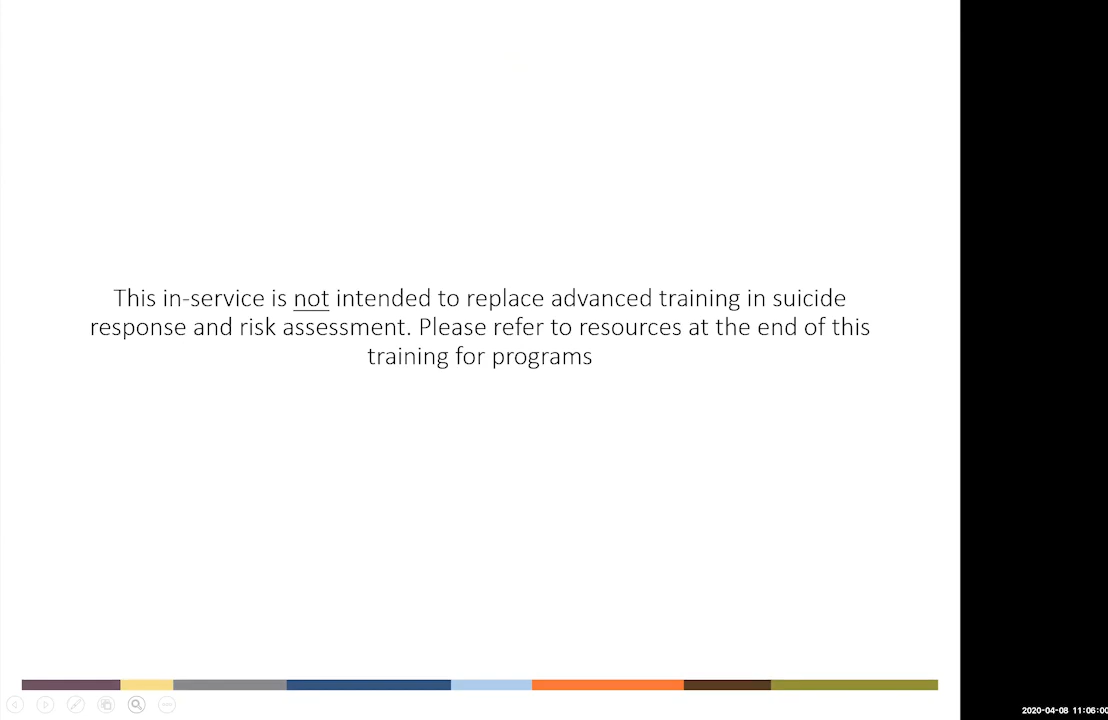 This in-service is not intended to replace advanced training in suicide
response and risk assessment. Please refer to resources at the end of this
training for programs
2020-04-08 11:06:00